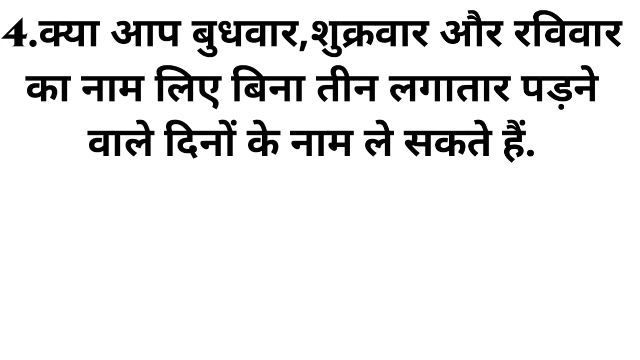 4.क्या आप बुधवार,शुक्रवार और रविवार
का नाम लिए बिना तीन लगातार पड़ने
वाले दिनों के नाम ले सकते हैं.